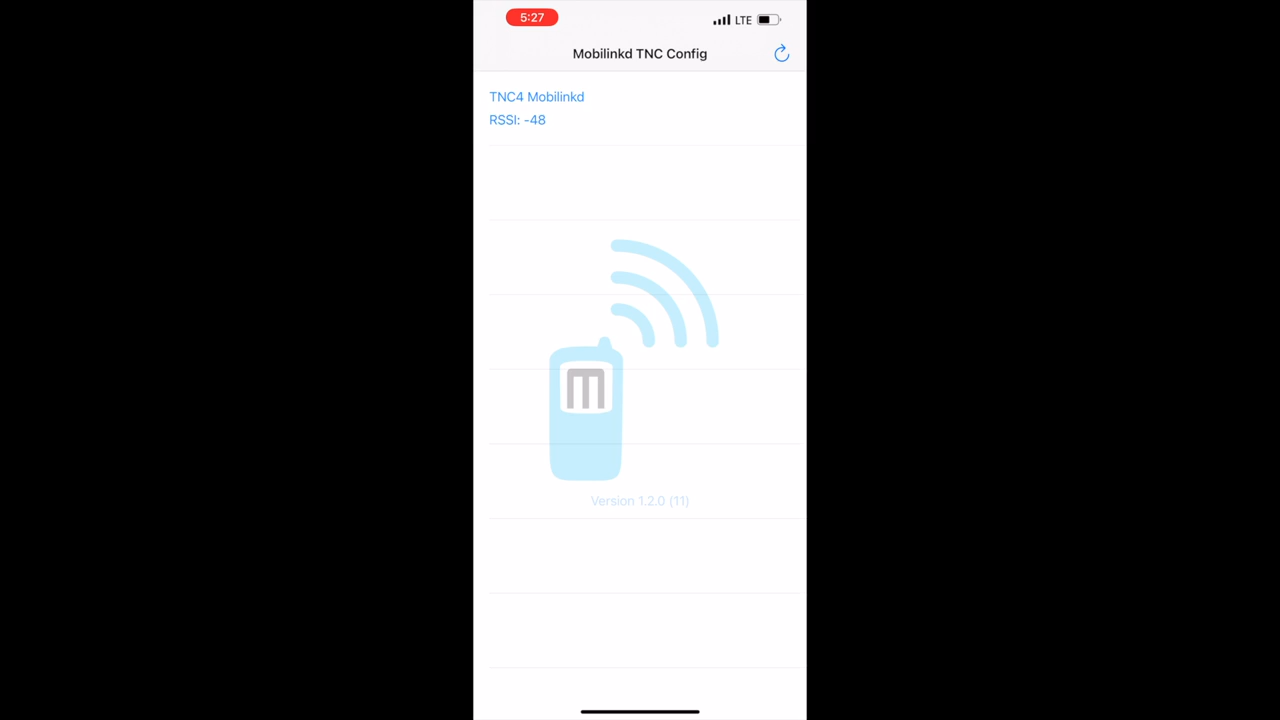 5:27
LTE
Mobilinkd TNC Config
TNC4 Mobilinkd
RSSI: -48
m
Version 1.2.0 (11)